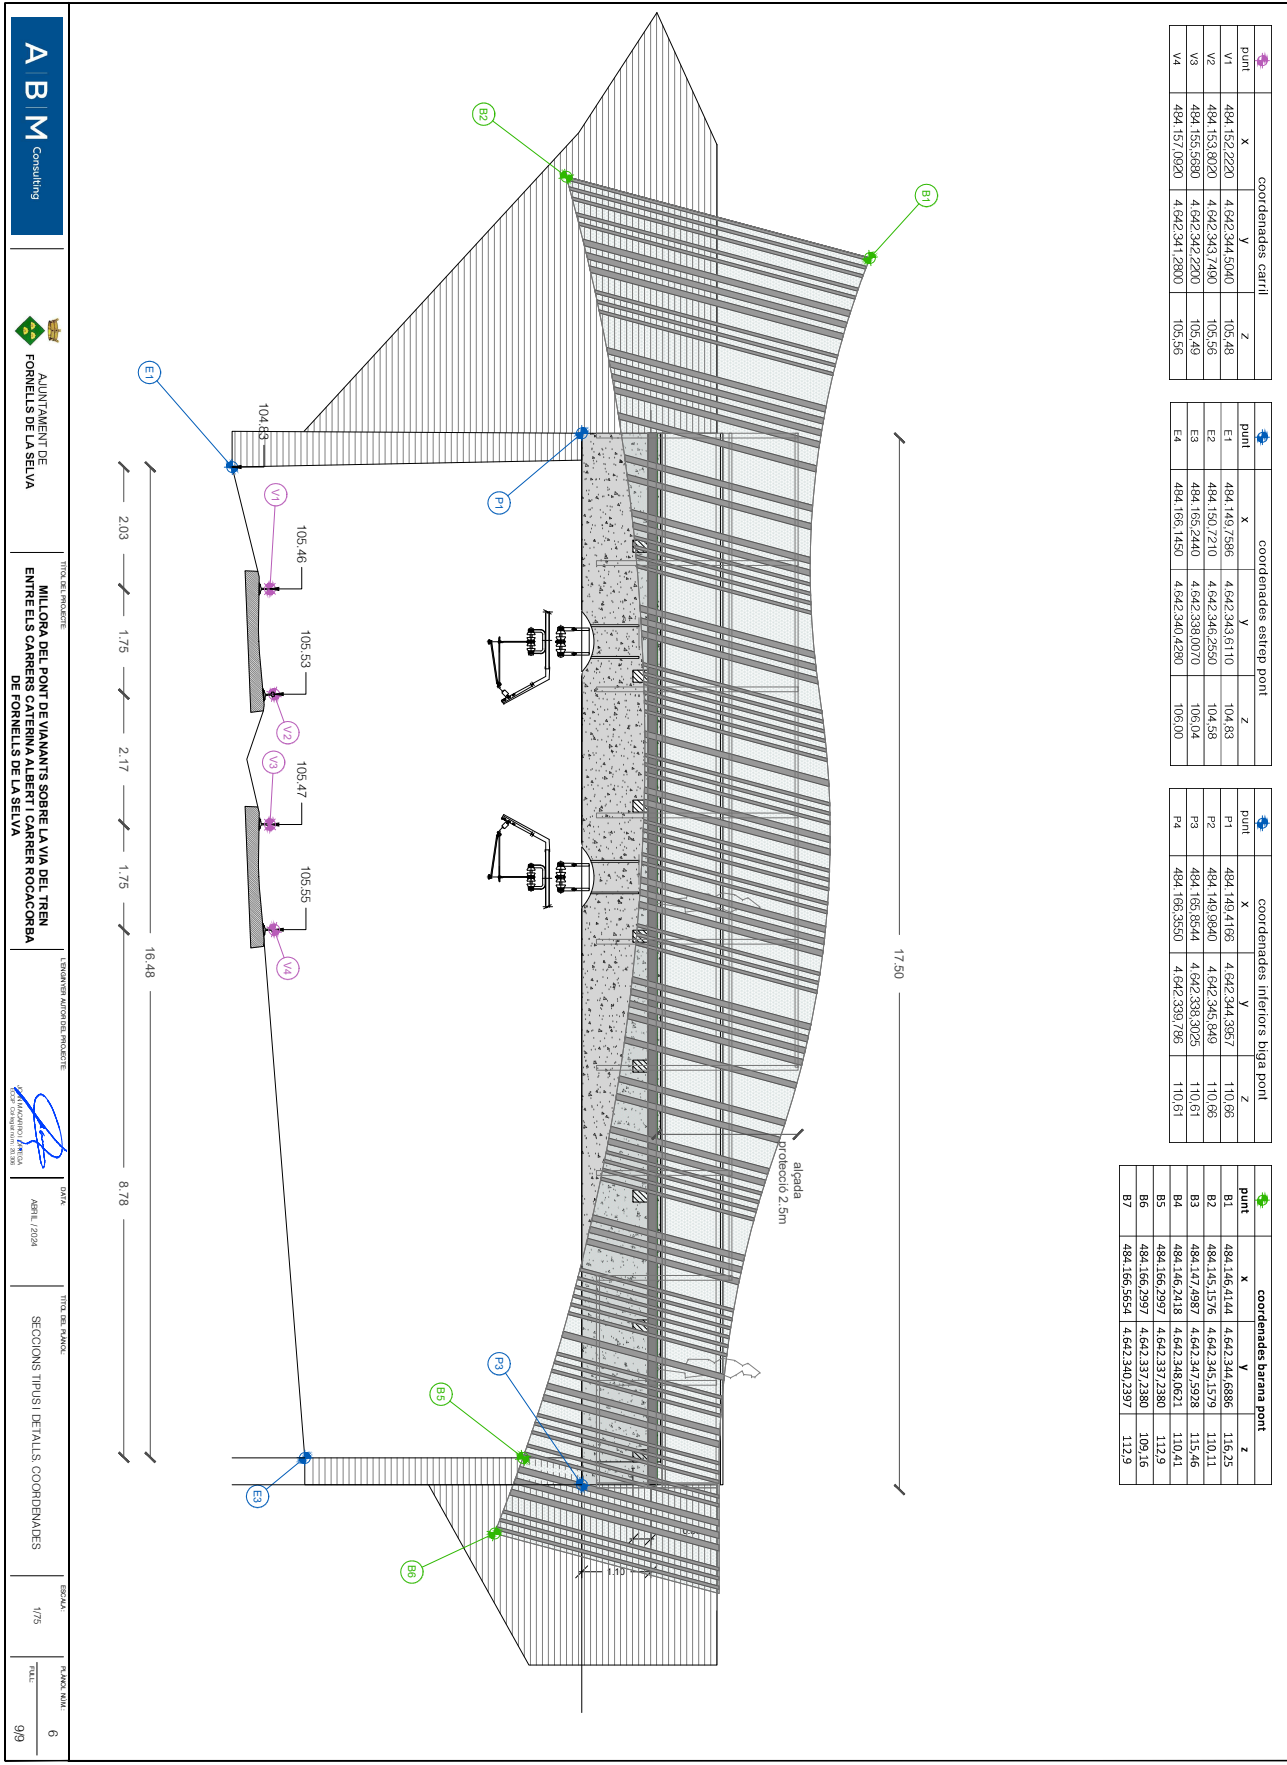 coordenades carril
punt x y z
V1 484.152,2220 4.642.344,5040 105,48
V2 484.153,8020 4.642.343,7490 105,56
V3 484.155,5680 4.642.342,2200 105,49
V4 484.157,0920 4.642.341,2800 105,56
coordenades estrep pont
punt x y z
E1 484.149,7586 4.642.343,6110 104,83
E2 484.150,7210 4.642.346,2550 104,58
E3 484.165,2440 4.642.338,0070 106,04
E4 484.166,1450 4.642.340,4280 106,00
coordenades inferiors biga pont
punt x y z
P1 484.149,4166 4.642.344,3957 110,66
P2 484.149,9840 4.642.345,849 110,66
P3 484.165,8544 4.642.338,3025 110,61
P4 484.166,3550 4.642.339,786 110,61
coordenades barana pont
punt x y z
B1 484.146,4144 4.642.344,6886 116,25
B2 484.145,1576 4.642.345,1579 110,11
B3 484.147,4987 4.642.347,5928 115,46
B4 484.146,2418 4.642.348,0621 110,41
B5 484.166,2997 4.642.337,2380 112,9
B6 484.166,2997 4.642.337,2380 109,16
B7 484.166,5654 4.642.340,2397 112,9
B1
17.50
alçada
protecció 2.5m
B2
P1
P3
B5
B6
1.10
105.46
105.53
105.47
105.55
104.83
V1
V2
V3
V4
E1
E3
16.48
2.03
1.75
2.17
1.75
8.78
A B M Consulting
AJUNTAMENT DE
FORNELLS DE LA SELVA
TÍTOL DEL PROJECTE:
MILLORA DEL PONT DE VIANANTS SOBRE LA VIA DEL TREN
ENTRE ELS CARRERS CATERINA ALBERT I CARRER ROCACORBA
DE FORNELLS DE LA SELVA
L'ENGINYER AUTOR DEL PROJECTE:
DATA:
ABRIL / 2024
TÍTOL DEL PLÀNOL:
SECCIONS TIPUS I DETALLS. COORDENADES
ESCALA:
1/75
PLÀNOL NÚM.:
6
FULL:
9/9